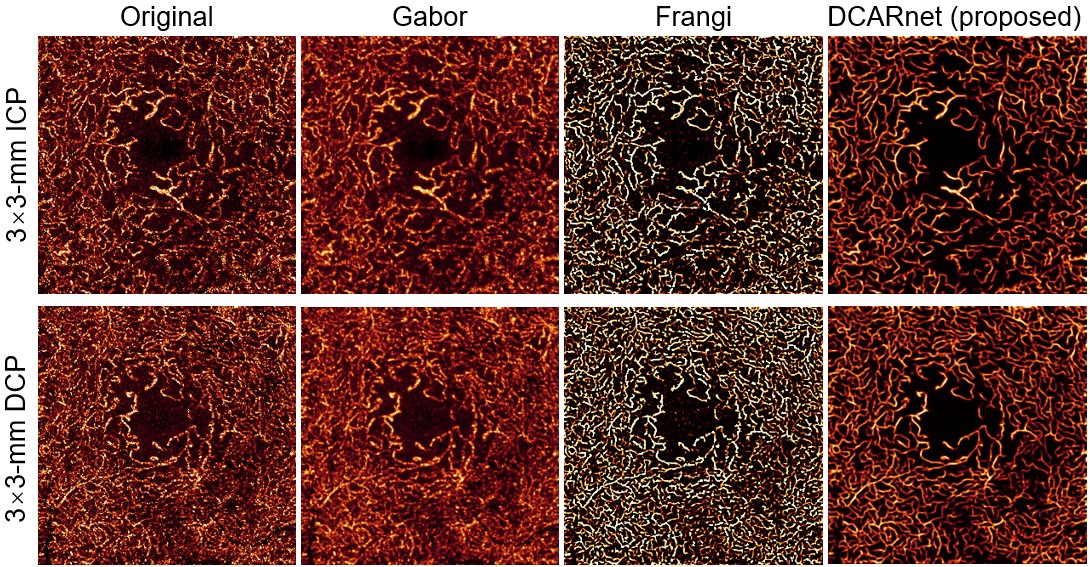 Original
Gabor
Frangi
DCARnet (proposed)
3×3-mm ICP
3×3-mm DCP